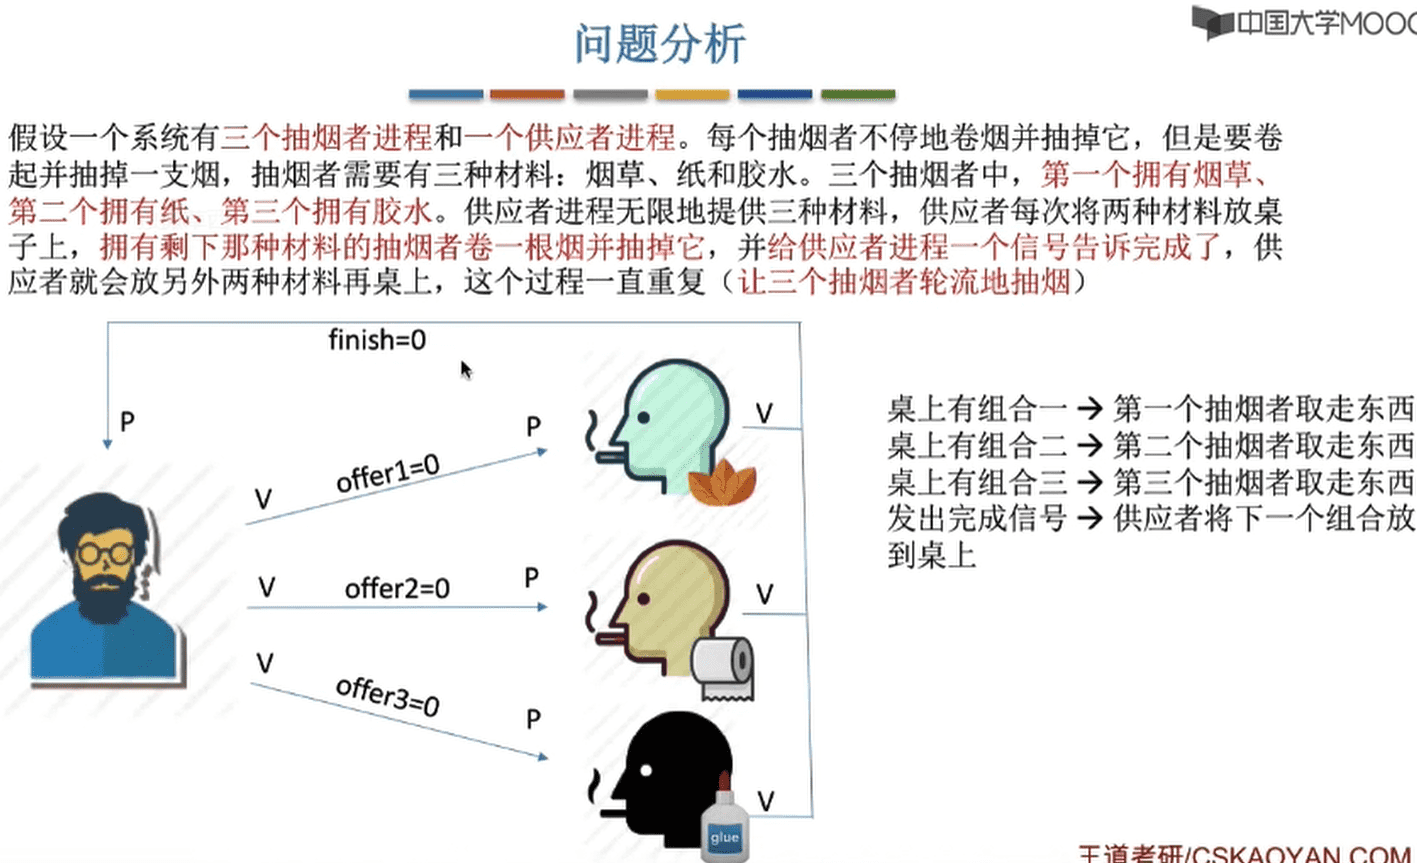 中国大学MOOC
问题分析
假设一个系统有三个抽烟者进程和一个供应者进程。每个抽烟者不停地卷烟并抽掉它，但是要卷
起并抽掉一支烟，抽烟者需要有三种材料：烟草、纸和胶水。三个抽烟者中，第一个拥有烟草、
第二个拥有纸、第三个拥有胶水。供应者进程无限地提供三种材料，供应者每次将两种材料放桌
子上，拥有剩下那种材料的抽烟者卷一根烟并抽掉它，并给供应者进程一个信号告诉完成了，供
应者就会放另外两种材料再桌上，这个过程一直重复（让三个抽烟者轮流地抽烟）
finish=0
P
V
offer1=0
P
V
V
offer2=0
P
V
V
offer3=0
P
V
glue
桌上有组合一 → 第一个抽烟者取走东西
桌上有组合二 → 第二个抽烟者取走东西
桌上有组合三 → 第三个抽烟者取走东西
发出完成信号 → 供应者将下一个组合放
到桌上
王道考研/CSKAOYAN.COM